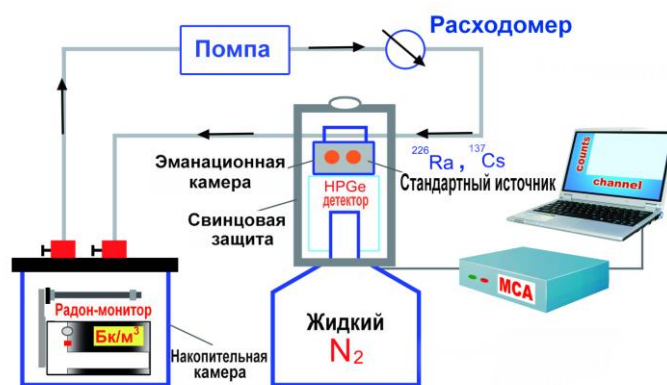 Помпа
Расходомер
Эманационная
камера
²²⁶Ra , ¹³⁷Cs
Стандартный источник
HPGe
детектор
Свинцовая
защита
counts
channel
Радон-монитор
Бк/м³
Накопительная
камера
Жидкий
N₂
MCA